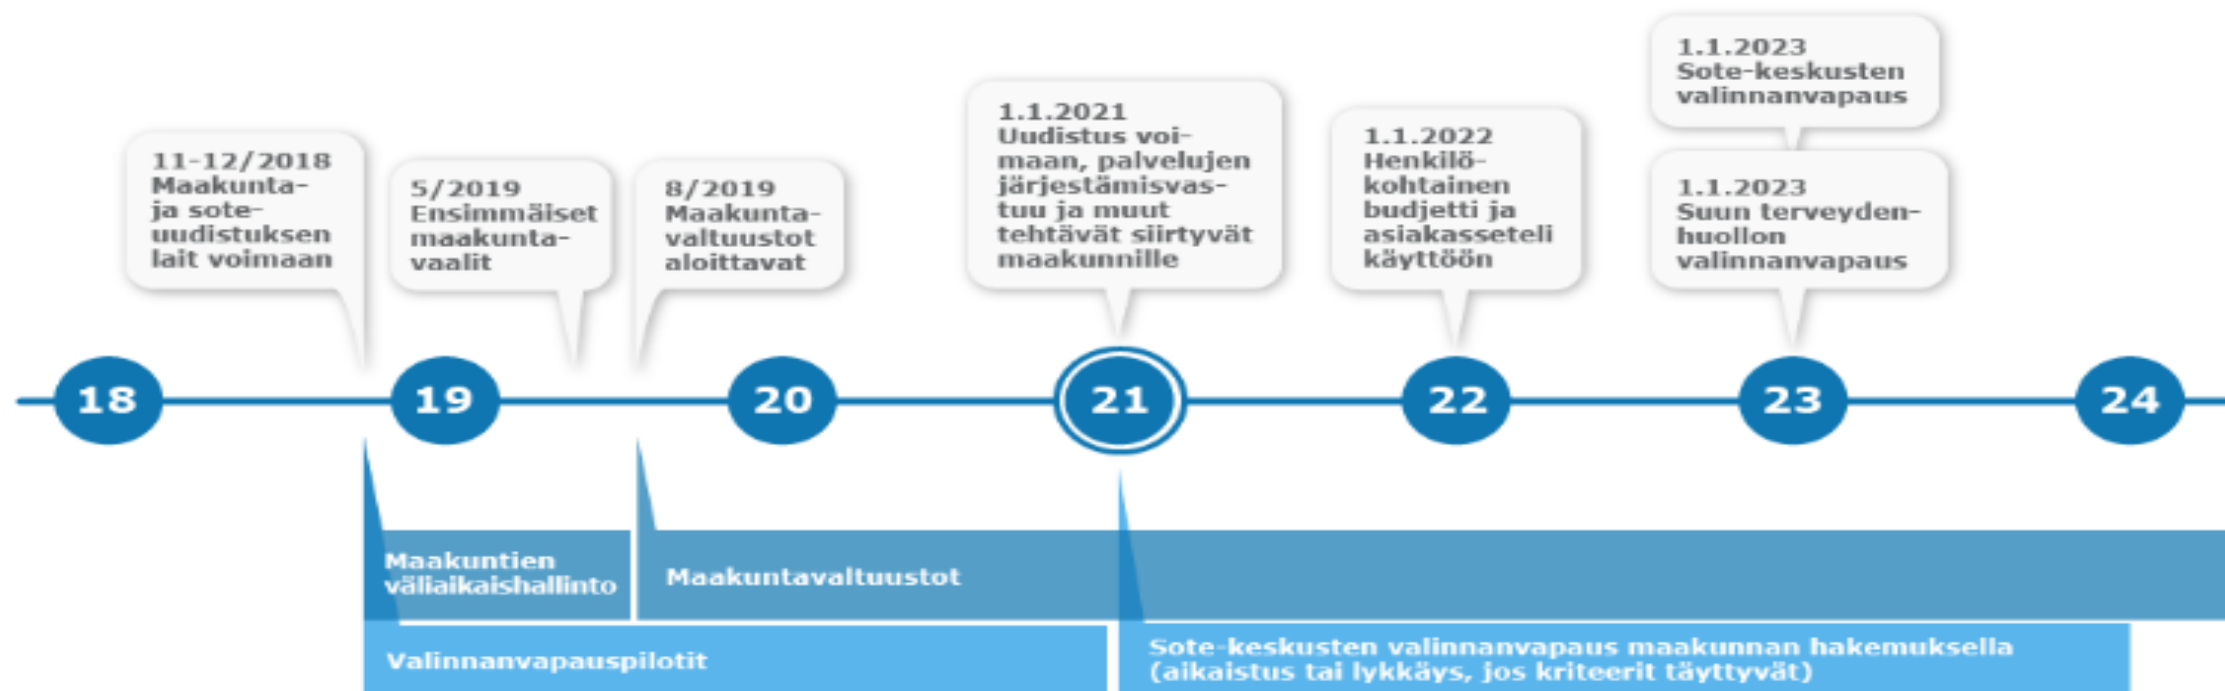 11-12/2018
Maakunta-
ja sote-
uudistuksen
lait voimaan
5/2019
Ensimmäiset
maakunta-
vaalit
8/2019
Maakunta-
valtuustot
aloittavat
1.1.2021
Uudistus voi-
maan, palvelujen
järjestämisvas-
tuu ja muut
tehtävät siirtyvät
maakunnille
1.1.2022
Henkilö-
kohtainen
budjetti ja
asiakasseteli
käyttöön
1.1.2023
Sote-keskusten
valinnanvapaus
1.1.2023
Suun terveyden-
huollon
valinnanvapaus
18 19 20 21 22 23 24
Maakuntien
väliaikaishallinto
Maakuntavaltuustot
Valinnanvapauspilotit
Sote-keskusten valinnanvapaus maakunnan hakemuksella
(aikaistus tai lykkäys, jos kriteerit täyttyvät)